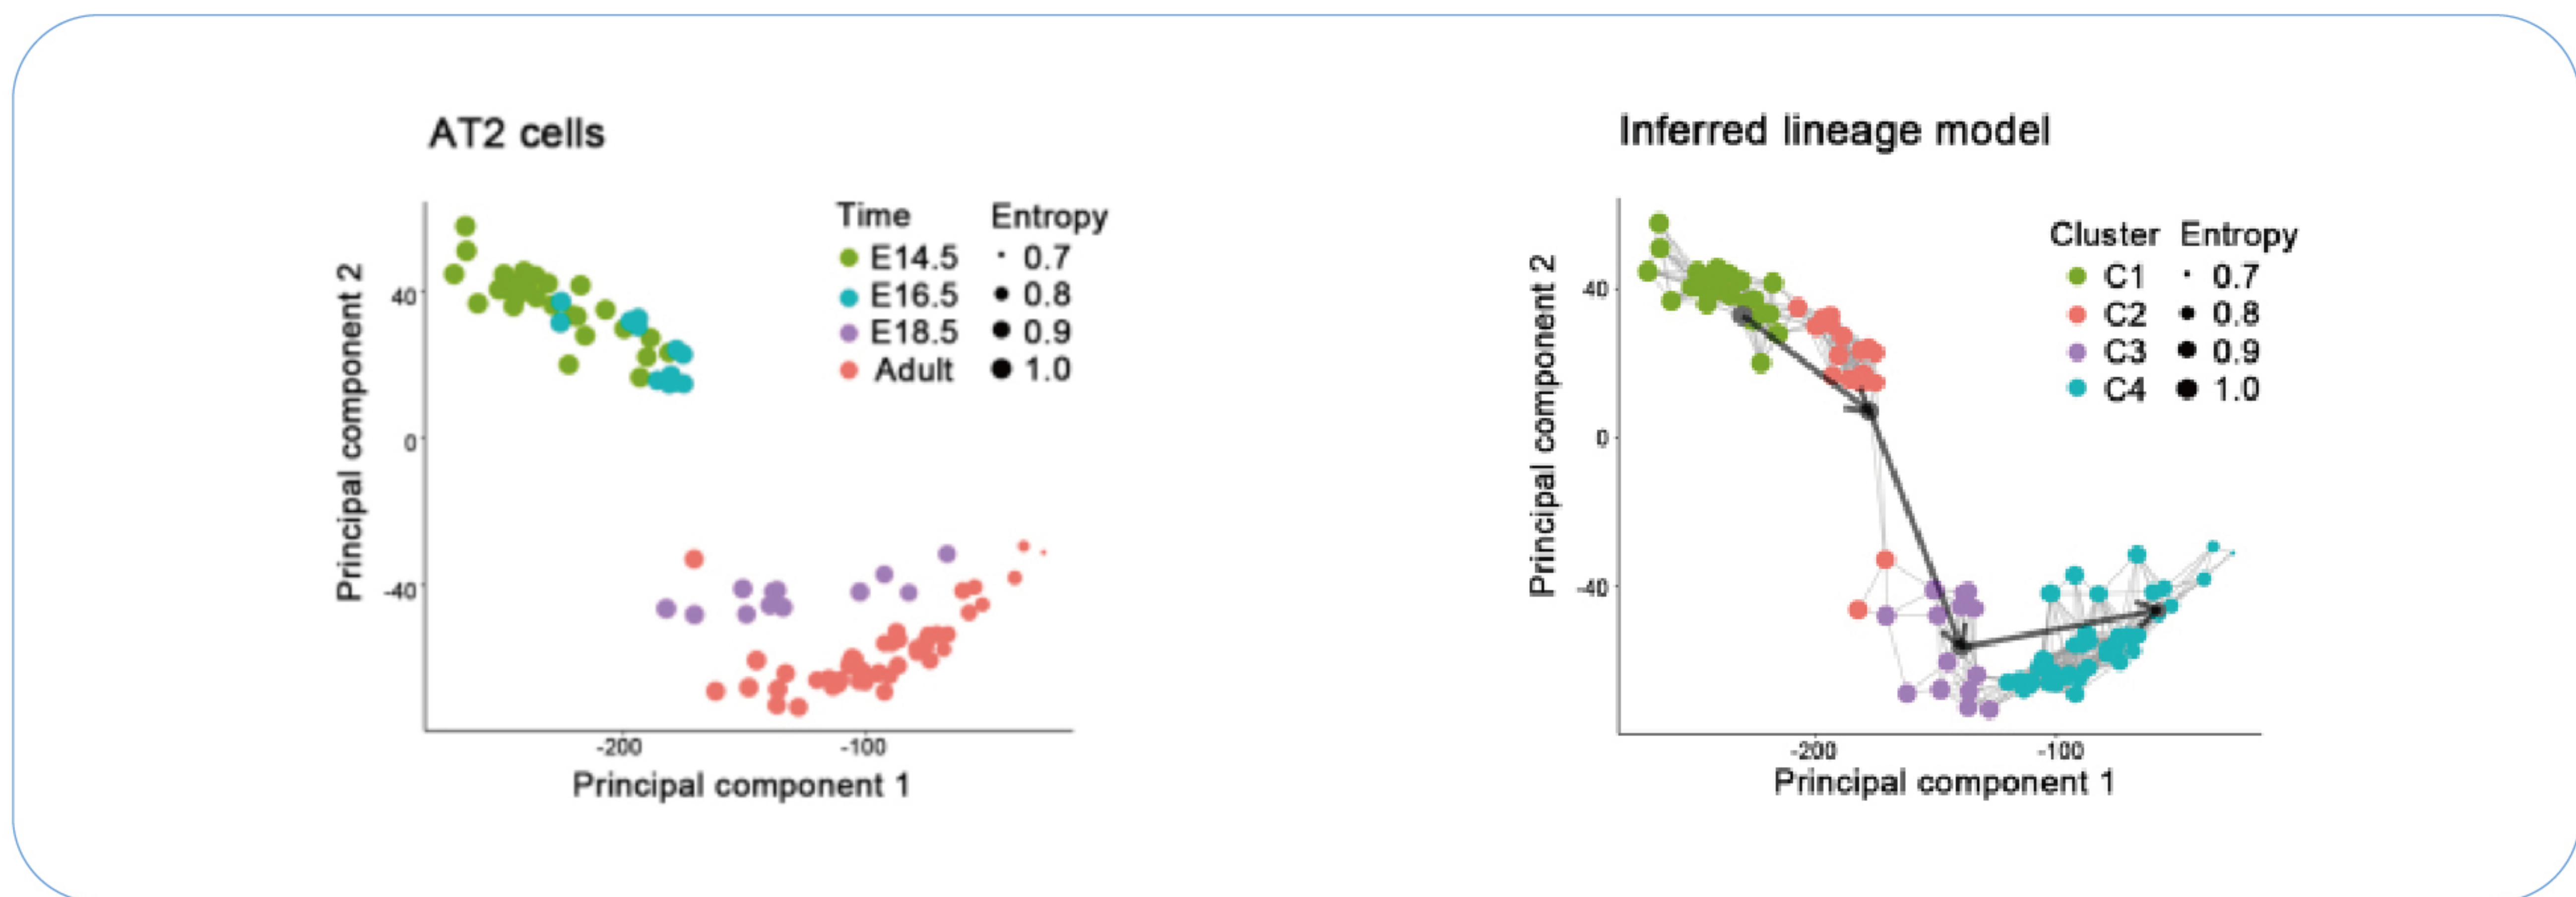 AT2 cells
Time Entropy
E14.5 0.7
E16.5 0.8
E18.5 0.9
Adult 1.0
Principal component 2
40
0
-40
-200 -100
Principal component 1
Inferred lineage model
Cluster Entropy
C1 0.7
C2 0.8
C3 0.9
C4 1.0
Principal component 2
40
0
-40
-200 -100
Principal component 1